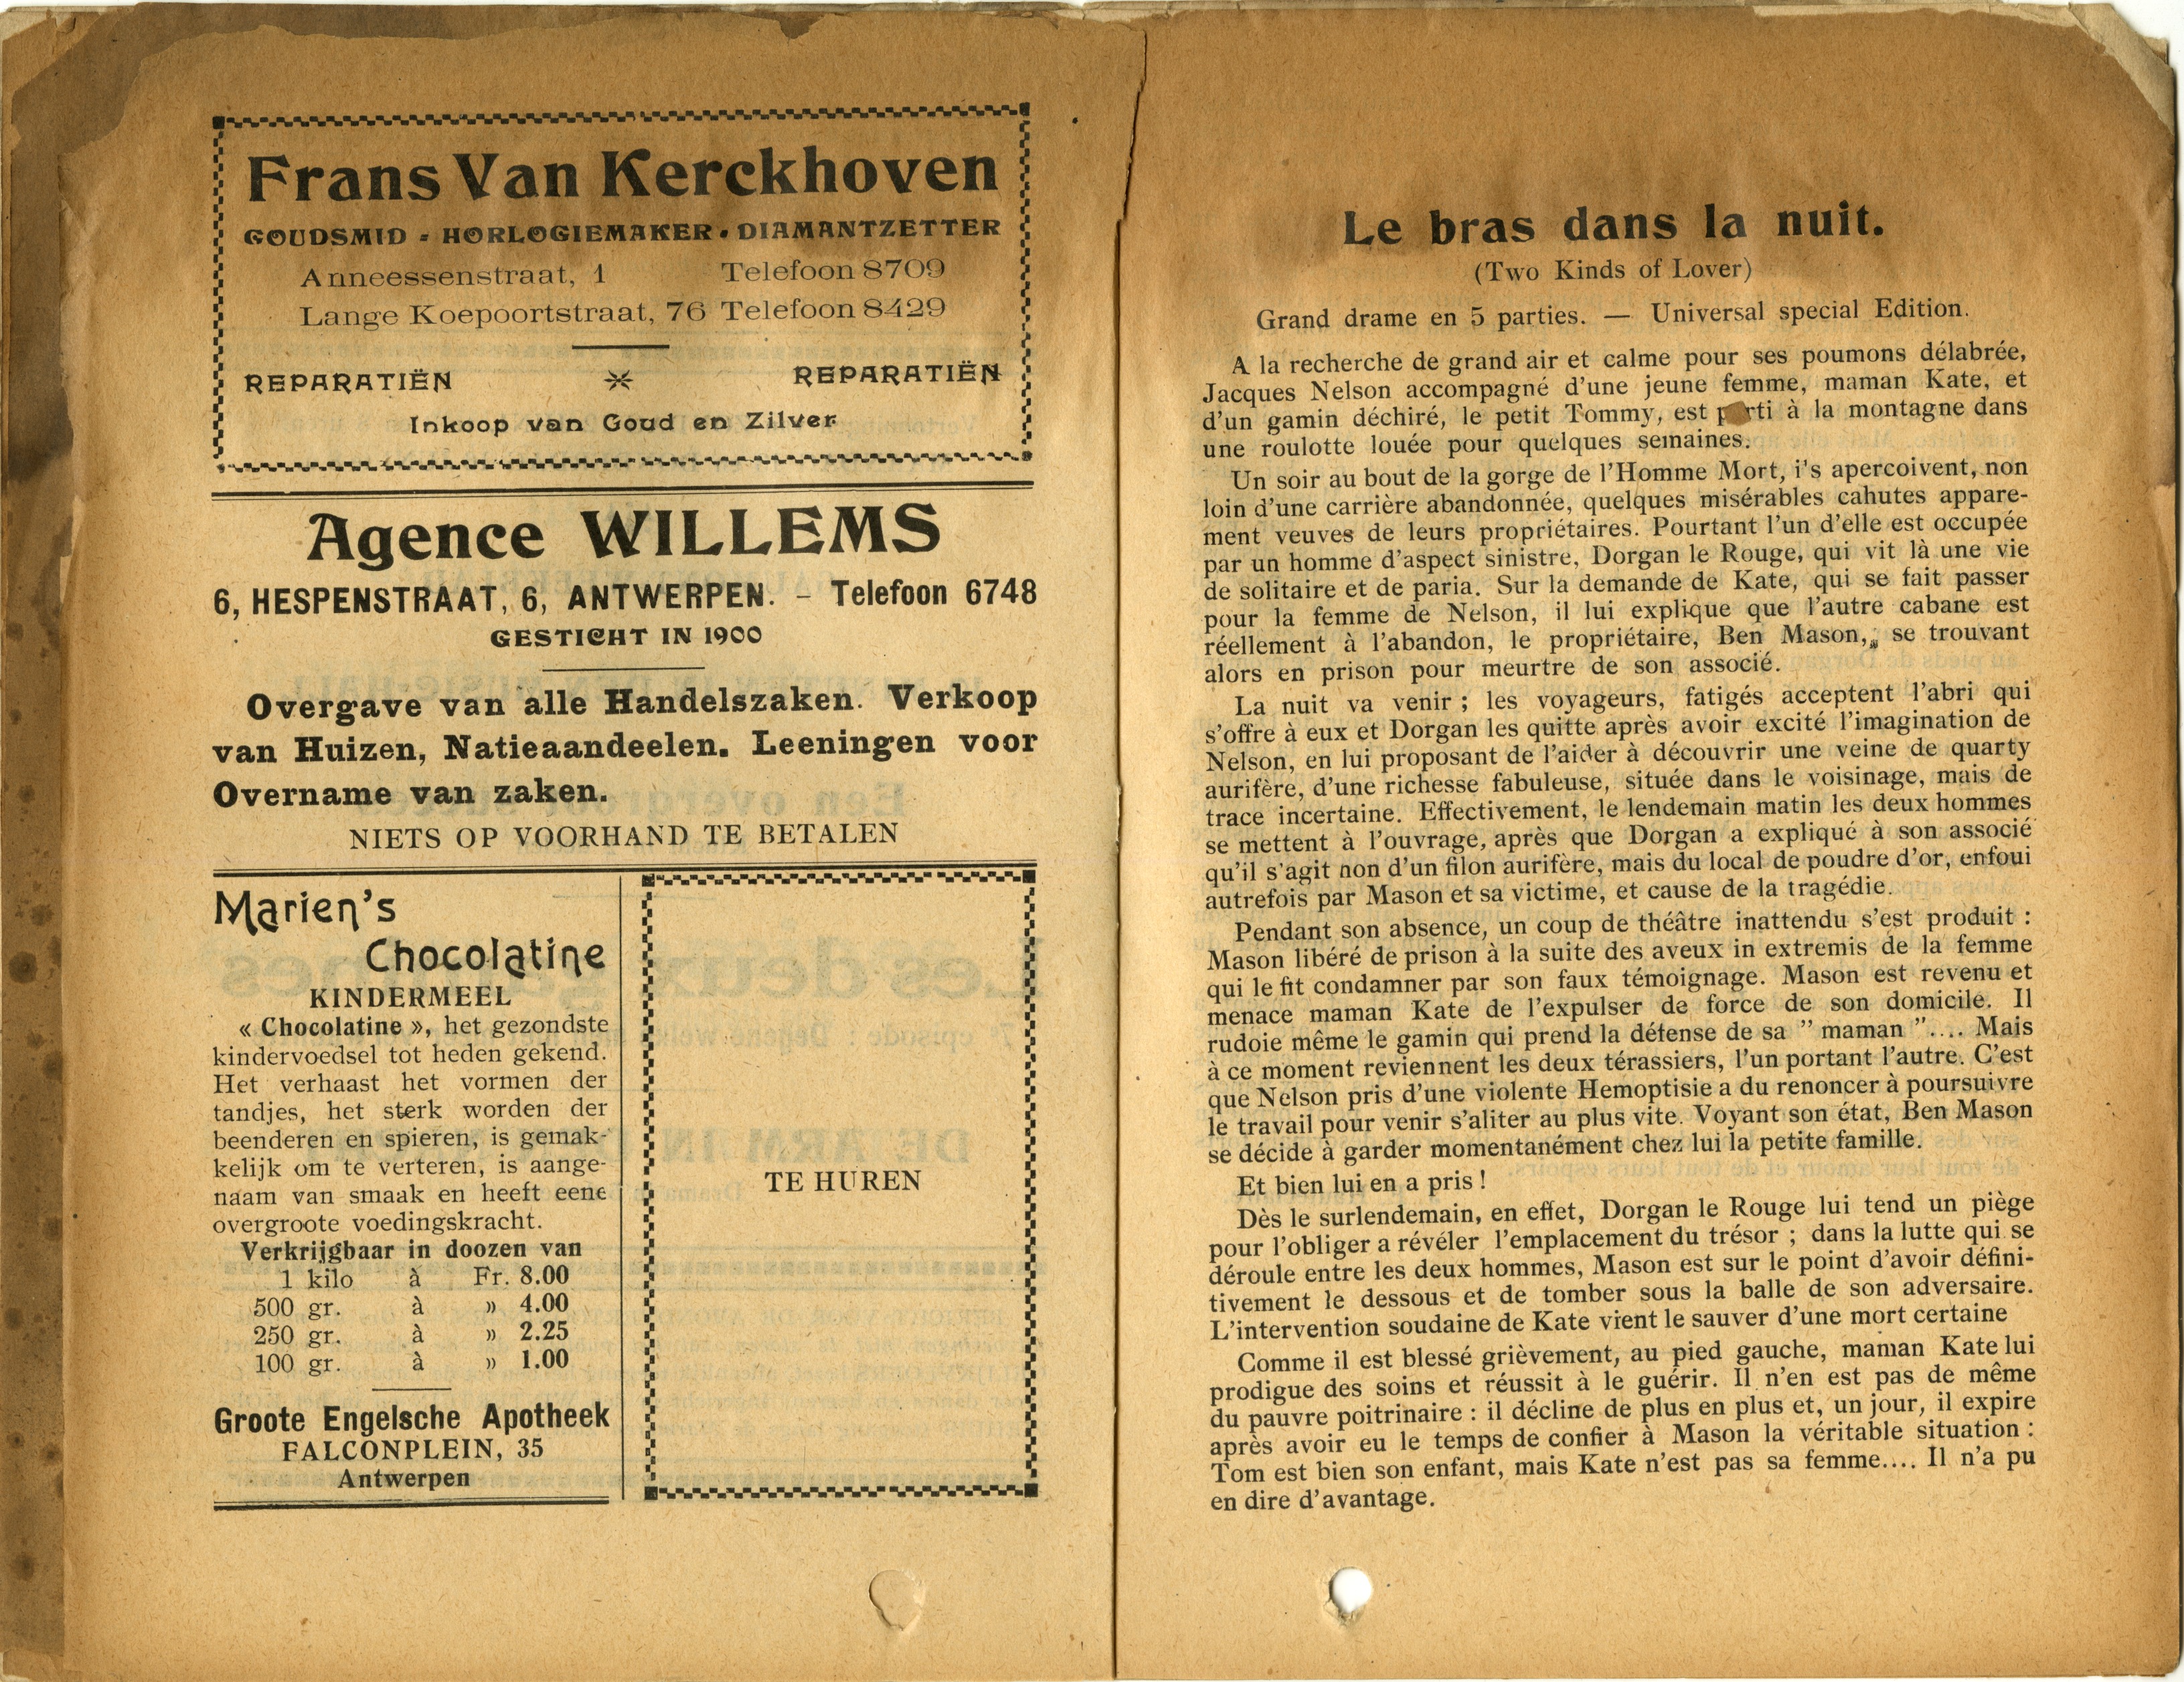 Frans Van Kerckhoven
GOUDSMID - HORLOGIEMAKER - DIAMANTZETTER
Anneessenstraat, 1 Telefoon 8709
Lange Koepoortstraat, 76 Telefoon 8429
REPARATIËN REPARATIËN
Inkoop van Goud en Zilver
Agence WILLEMS
6, HESPENSTRAAT, 6, ANTWERPEN. - Telefoon 6748
GESTICHT IN 1900
Overgave van alle Handelszaken. Verkoop
van Huizen, Natieaandeelen. Leeningen voor
Overname van zaken.
NIETS OP VOORHAND TE BETALEN
Marien's
Chocolatine
KINDERMEEL
« Chocolatine », het gezondste
kindervoedsel tot heden gekend.
Het verhaast het vormen der
tandjes, het sterk worden der
beenderen en spieren, is gemak-
kelijk om te verteren, is aange-
naam van smaak en heeft eene
overgroote voedingskracht.
Verkrijgbaar in doozen van
1 kilo à Fr. 8.00
500 gr. à » 4.00
250 gr. à » 2.25
100 gr. à » 1.00
Groote Engelsche Apotheek
FALCONPLEIN, 35
Antwerpen
TE HUREN
Le bras dans la nuit.
(Two Kinds of Lover)
Grand drame en 5 parties. — Universal special Edition.
A la recherche de grand air et calme pour ses poumons délabrée,
Jacques Nelson accompagné d'une jeune femme, maman Kate, et
d'un gamin déchiré, le petit Tommy, est parti à la montagne dans
une roulotte louée pour quelques semaines.
Un soir au bout de la gorge de l'Homme Mort, i's apercoivent, non
loin d'une carrière abandonnée, quelques misérables cahutes appare-
ment veuves de leurs propriétaires. Pourtant l'un d'elle est occupée
par un homme d'aspect sinistre, Dorgan le Rouge, qui vit là une vie
de solitaire et de paria. Sur la demande de Kate, qui se fait passer
pour la femme de Nelson, il lui explique que l'autre cabane est
réellement à l'abandon, le propriétaire, Ben Mason,, se trouvant
alors en prison pour meurtre de son associé.
La nuit va venir ; les voyageurs, fatigés acceptent l'abri qui
s'offre à eux et Dorgan les quitte après avoir excité l'imagination de
Nelson, en lui proposant de l'aider à découvrir une veine de quarty
aurifère, d'une richesse fabuleuse, située dans le voisinage, mais de
trace incertaine. Effectivement, le lendemain matin les deux hommes
se mettent à l'ouvrage, après que Dorgan a expliqué à son associé
qu'il s'agit non d'un filon aurifère, mais du local de poudre d'or, enfoui
autrefois par Mason et sa victime, et cause de la tragédie.
Pendant son absence, un coup de théâtre inattendu s'est produit :
Mason libéré de prison à la suite des aveux in extremis de la femme
qui le fit condamner par son faux témoignage. Mason est revenu et
menace maman Kate de l'expulser de force de son domicile. Il
rudoie même le gamin qui prend la défense de sa " maman ".... Mais
à ce moment reviennent les deux térassiers, l'un portant l'autre. C'est
que Nelson pris d'une violente Hemoptisie a du renoncer à poursuivre
le travail pour venir s'aliter au plus vite. Voyant son état, Ben Mason
se décide à garder momentanément chez lui la petite famille.
Et bien lui en a pris !
Dès le surlendemain, en effet, Dorgan le Rouge lui tend un piège
pour l'obliger a révéler l'emplacement du trésor ; dans la lutte qui se
déroule entre les deux hommes, Mason est sur le point d'avoir défini-
tivement le dessous et de tomber sous la balle de son adversaire.
L'intervention soudaine de Kate vient le sauver d'une mort certaine
Comme il est blessé grièvement, au pied gauche, maman Kate lui
prodigue des soins et réussit à le guérir. Il n'en est pas de même
du pauvre poitrinaire : il décline de plus en plus et, un jour, il expire
après avoir eu le temps de confier à Mason la véritable situation :
Tom est bien son enfant, mais Kate n'est pas sa femme.... Il n'a pu
en dire d'avantage.